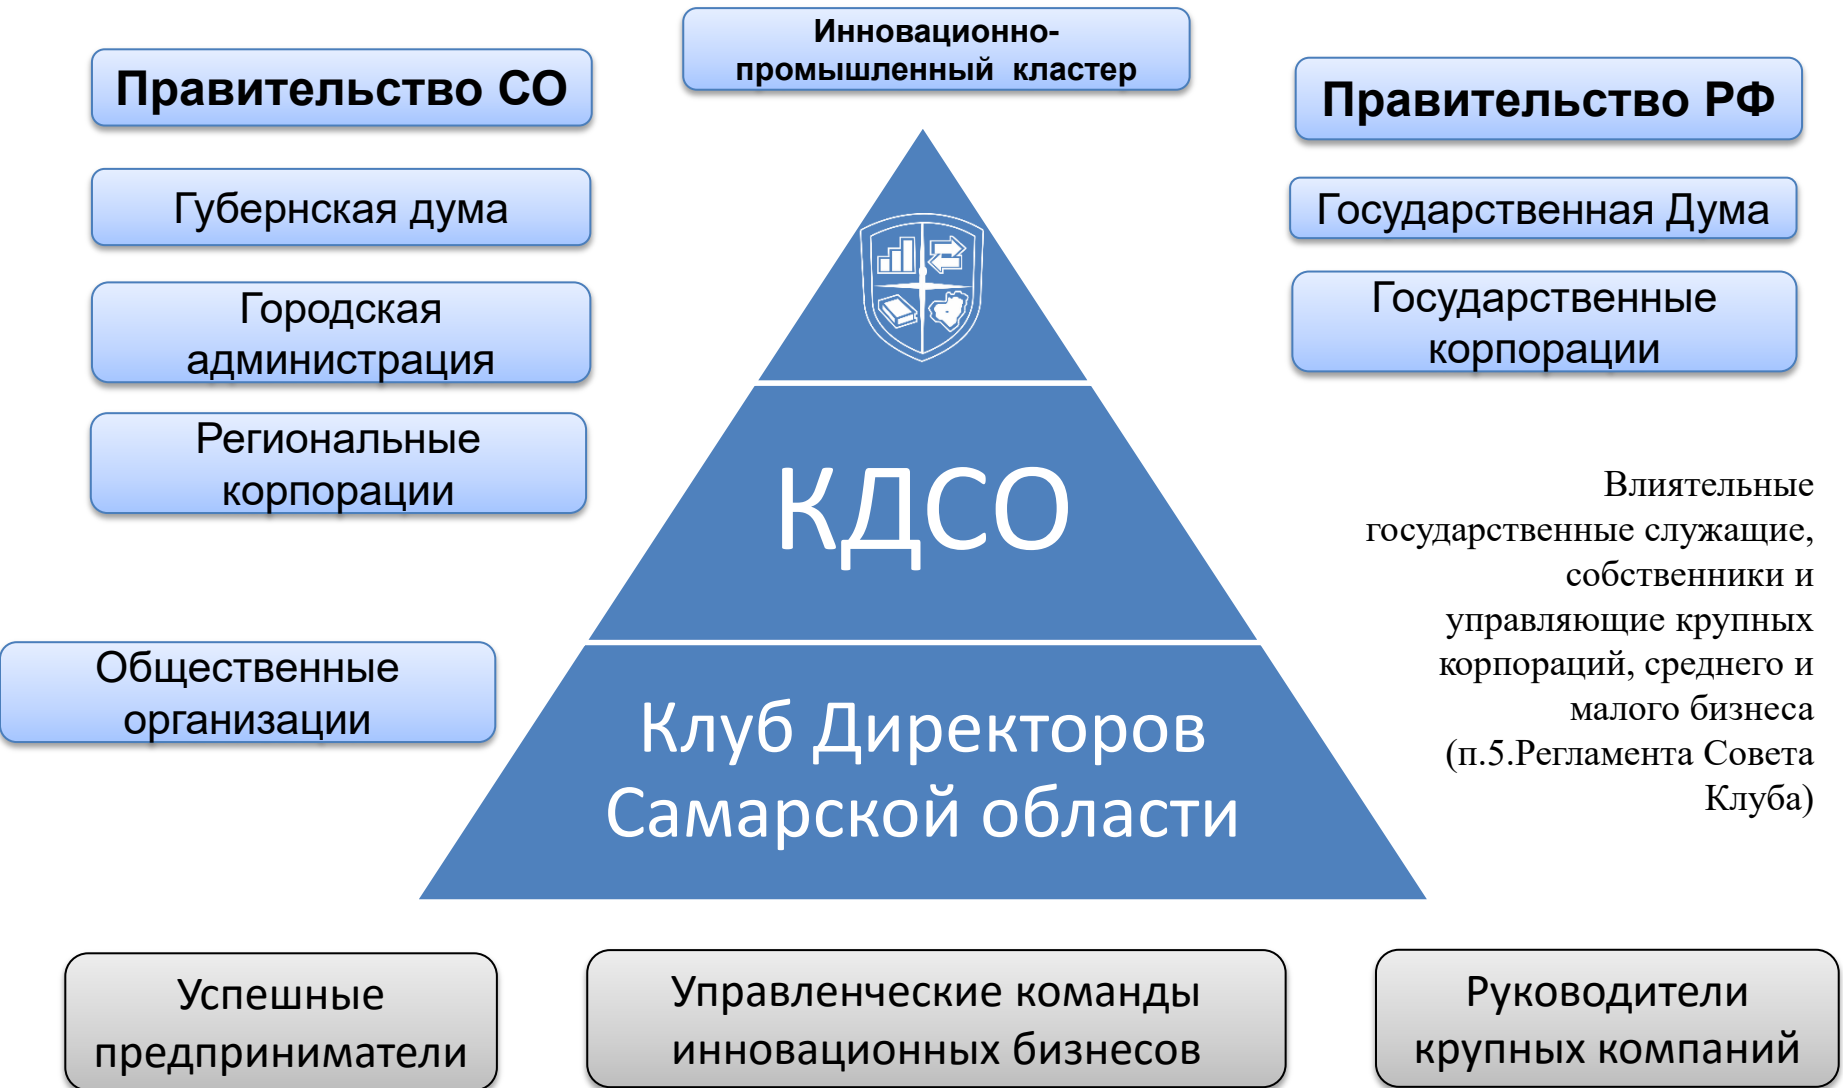 Инновационно-
промышленный кластер
Правительство СО
Губернская дума
Городская
администрация
Региональные
корпорации
Общественные
организации
КДСО
Клуб Директоров
Самарской области
Правительство РФ
Государственная Дума
Государственные
корпорации
Влиятельные
государственные служащие,
собственники и
управляющие крупных
корпораций, среднего и
малого бизнеса
(п.5.Регламента Совета
Клуба)
Успешные
предприниматели
Управленческие команды
инновационных бизнесов
Руководители
крупных компаний